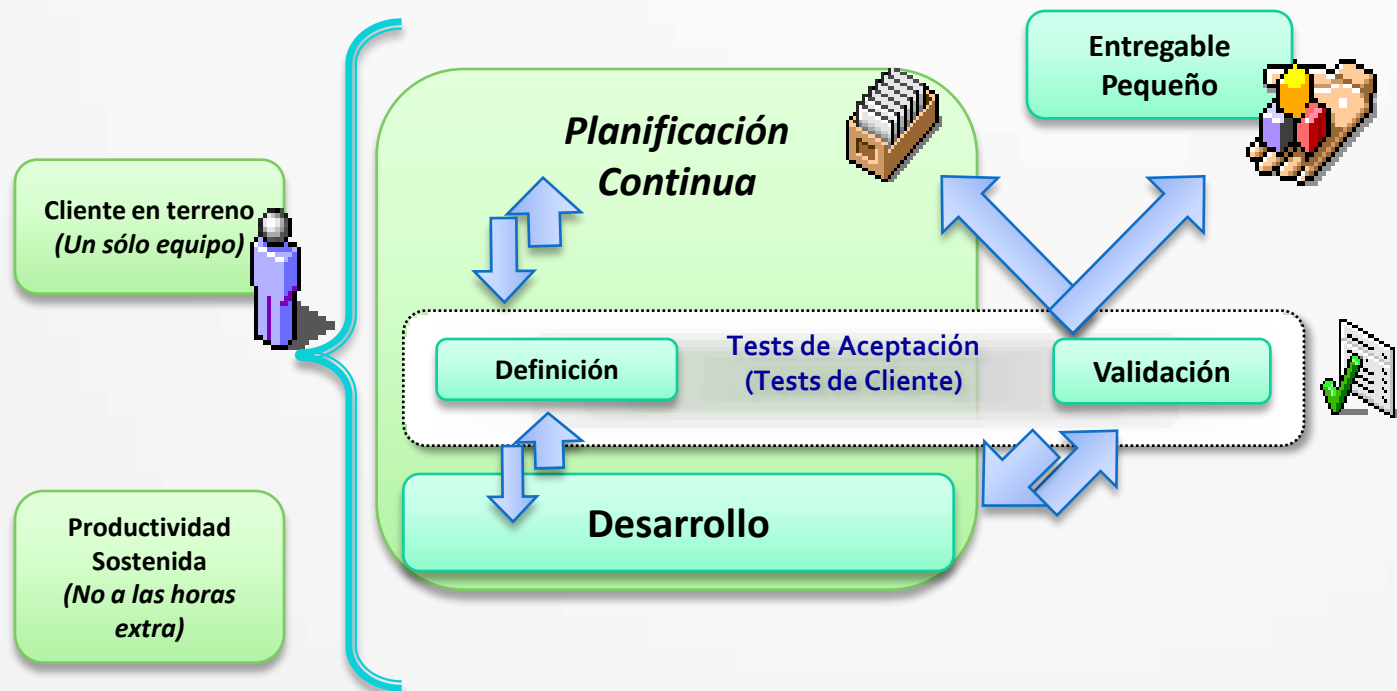 Entregable
Pequeño
Planificación
Continua
Cliente en terreno
(Un sólo equipo)
Tests de Aceptación
(Tests de Cliente)
Definición
Validación
Desarrollo
Productividad
Sostenida
(No a las horas
extra)